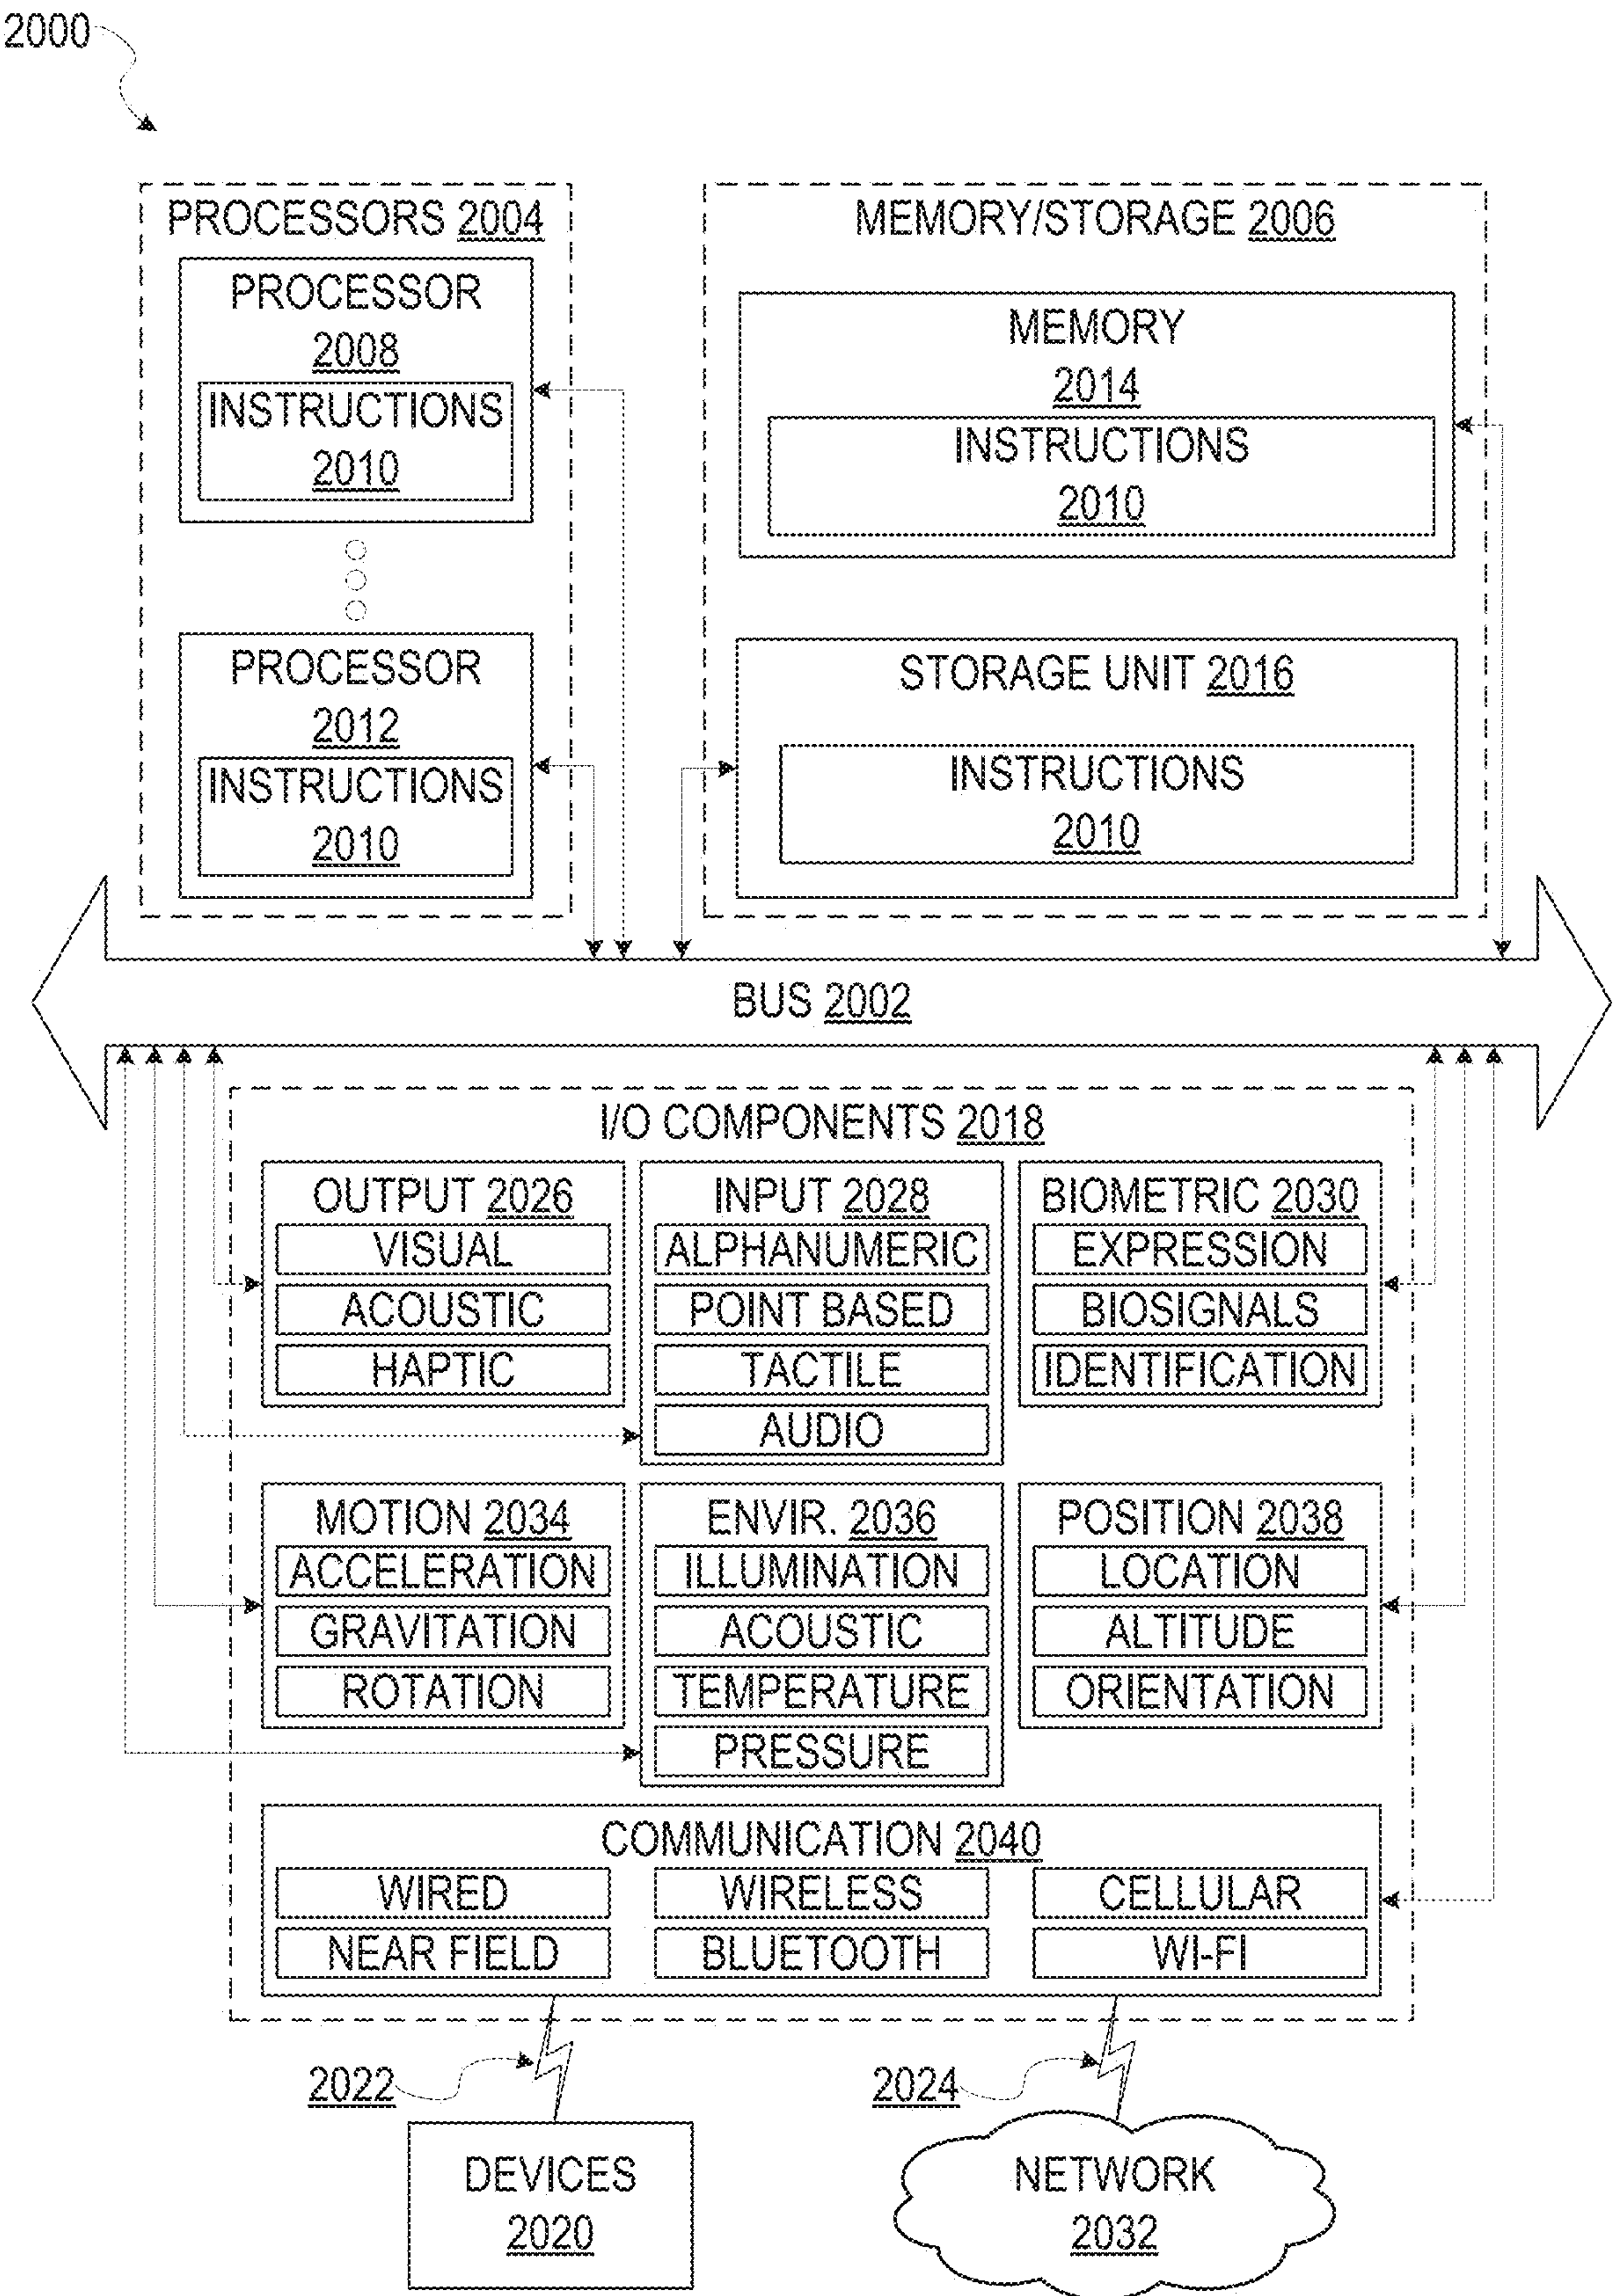 2000
PROCESSORS 2004
PROCESSOR
2008
INSTRUCTIONS
2010
PROCESSOR
2012
INSTRUCTIONS
2010
MEMORY/STORAGE 2006
MEMORY
2014
INSTRUCTIONS
2010
STORAGE UNIT 2016
INSTRUCTIONS
2010
BUS 2002
I/O COMPONENTS 2018
OUTPUT 2026
VISUAL
ACOUSTIC
HAPTIC
INPUT 2028
ALPHANUMERIC
POINT BASED
TACTILE
AUDIO
BIOMETRIC 2030
EXPRESSION
BIOSIGNALS
IDENTIFICATION
MOTION 2034
ACCELERATION
GRAVITATION
ROTATION
ENVIR. 2036
ILLUMINATION
ACOUSTIC
TEMPERATURE
PRESSURE
POSITION 2038
LOCATION
ALTITUDE
ORIENTATION
COMMUNICATION 2040
WIRED
WIRELESS
CELLULAR
NEAR FIELD
BLUETOOTH
WI-FI
2022
2024
DEVICES
2020
NETWORK
2032